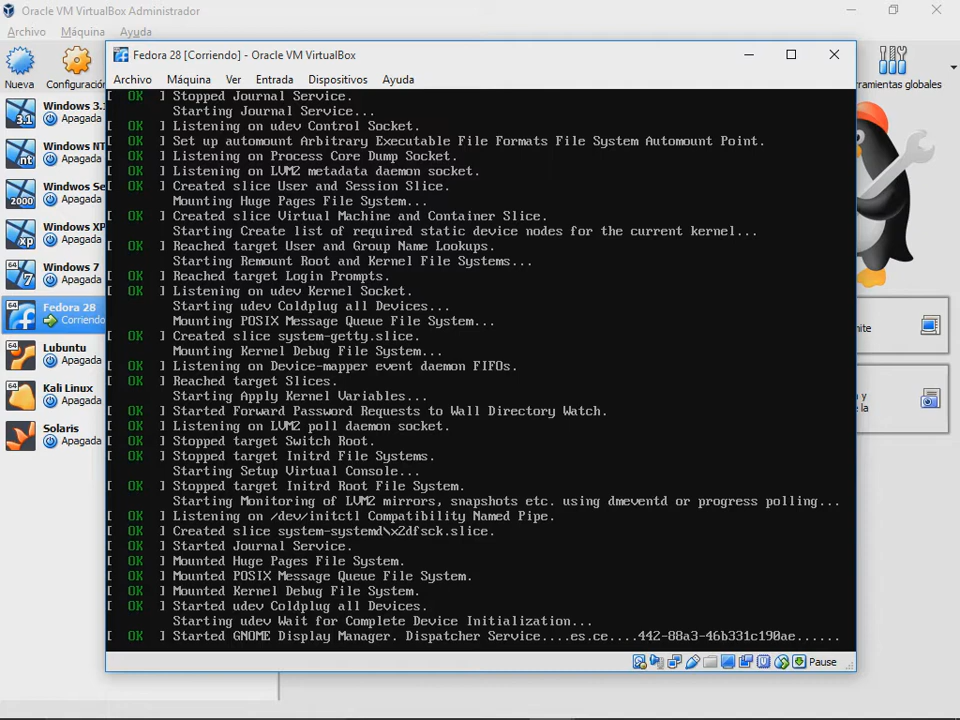 Oracle VM VirtualBox Administrador
Archivo Máquina Ayuda
Nueva
Configuración
rramientas globales
Windows 3.
Apagada
Windows NT
Apagada
Windwos Se
Apagada
Windows XP
Apagada
Windows 7
Apagada
Fedora 28
Corriendo
Lubuntu
Apagada
Kali Linux
Apagada
Solaris
Apagada
nite
y
e la
Fedora 28 [Corriendo] - Oracle VM VirtualBox
Archivo Máquina Ver Entrada Dispositivos Ayuda
[ OK ] Stopped Journal Service.
Starting Journal Service...
[ OK ] Listening on udev Control Socket.
[ OK ] Set up automount Arbitrary Executable File Formats File System Automount Point.
[ OK ] Listening on Process Core Dump Socket.
[ OK ] Listening on LVM2 metadata daemon socket.
[ OK ] Created slice User and Session Slice.
Mounting Huge Pages File System...
[ OK ] Created slice Virtual Machine and Container Slice.
Starting Create list of required static device nodes for the current kernel...
[ OK ] Reached target User and Group Name Lookups.
Starting Remount Root and Kernel File Systems...
[ OK ] Reached target Login Prompts.
[ OK ] Listening on udev Kernel Socket.
Starting udev Coldplug all Devices...
Mounting POSIX Message Queue File System...
[ OK ] Created slice system-getty.slice.
Mounting Kernel Debug File System...
[ OK ] Listening on Device-mapper event daemon FIFOs.
[ OK ] Reached target Slices.
Starting Apply Kernel Variables...
[ OK ] Started Forward Password Requests to Wall Directory Watch.
[ OK ] Listening on LVM2 poll daemon socket.
[ OK ] Stopped target Switch Root.
[ OK ] Stopped target Initrd File Systems.
Starting Setup Virtual Console...
[ OK ] Stopped target Initrd Root File System.
Starting Monitoring of LVM2 mirrors, snapshots etc. using dmeventd or progress polling...
[ OK ] Listening on /dev/initctl Compatibility Named Pipe.
[ OK ] Created slice system-systemd\x2dfsck.slice.
[ OK ] Started Journal Service.
[ OK ] Mounted Huge Pages File System.
[ OK ] Mounted POSIX Message Queue File System.
[ OK ] Mounted Kernel Debug File System.
[ OK ] Started udev Coldplug all Devices.
Starting udev Wait for Complete Device Initialization...
[ OK ] Started GNOME Display Manager. Dispatcher Service....es.ce....442-88a3-46b331c190ae......
Pause